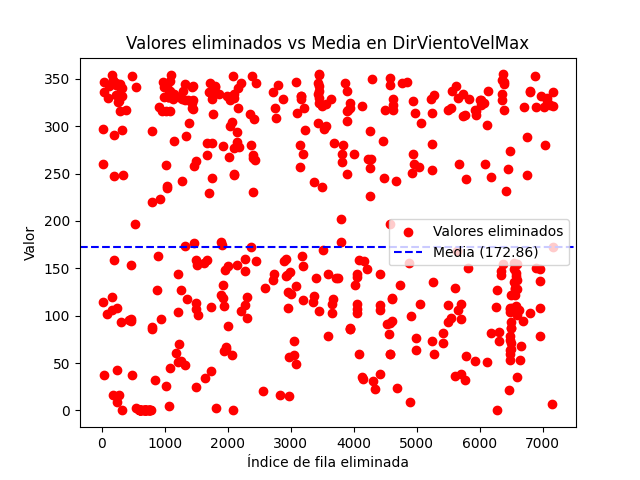 Valores eliminados vs Media en DirVientoVelMax
Valor
350
300
250
200
150
100
50
0
Valores eliminados
Media (172.86)
0 1000 2000 3000 4000 5000 6000 7000
Índice de fila eliminada